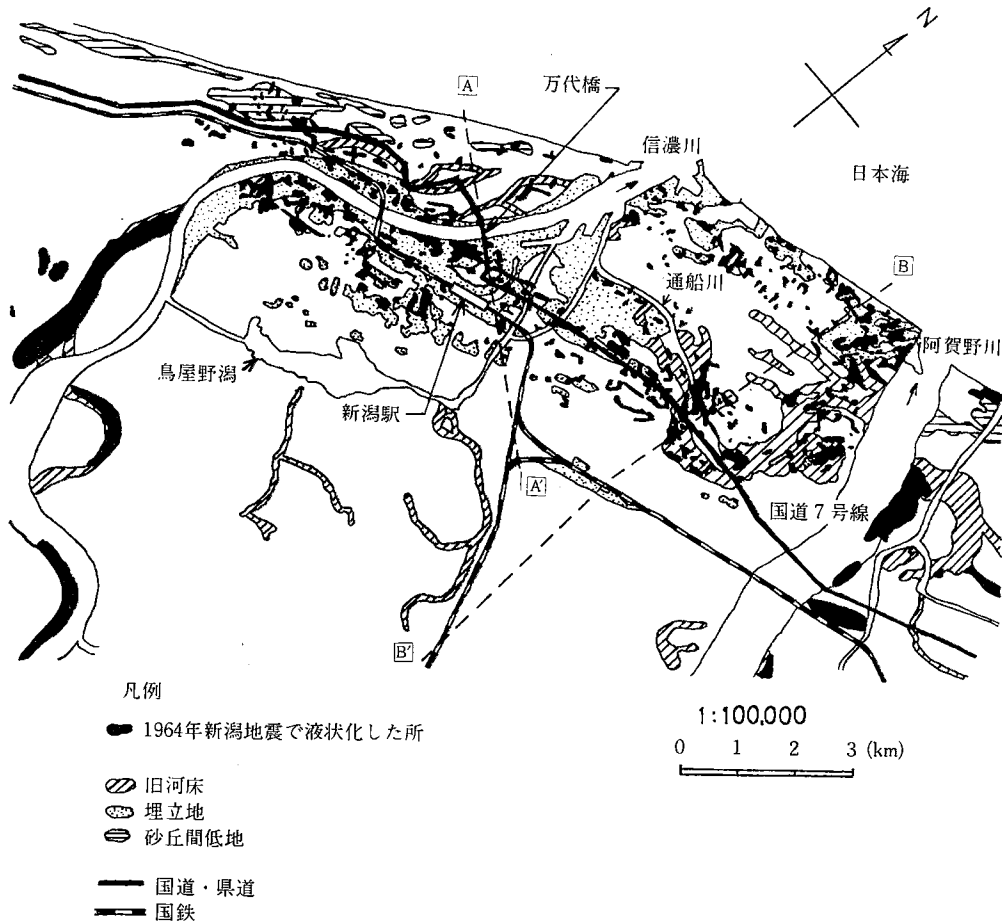 N
A
万代橋
信濃川
日本海
B
通船川
阿賀野川
鳥屋野潟
新潟駅
A'
国道7号線
B'
凡例
1964年新潟地震で液状化した所
旧河床
埋立地
砂丘間低地
国道・県道
国鉄
1:100,000
0 1 2 3 (km)